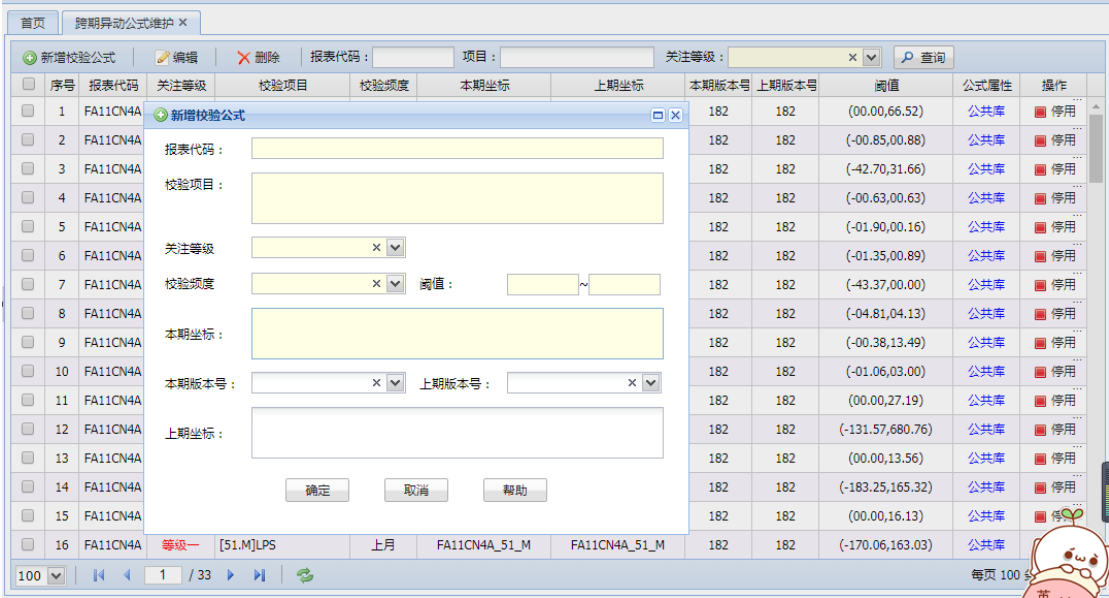 首页 跨期异动公式维护 ×
新增校验公式 编辑 删除 报表代码： 项目： 关注等级： 查询
序号 报表代码 关注等级 校验项目 校验频度 本期坐标 上期坐标 本期版本号 上期版本号 阈值 公式属性 操作
1 FA11CN4A 182 182 (00.00,66.52) 公共库 停用
2 FA11CN4A 182 182 (-00.85,00.88) 公共库 停用
3 FA11CN4A 182 182 (-42.70,31.66) 公共库 停用
4 FA11CN4A 182 182 (-00.63,00.63) 公共库 停用
5 FA11CN4A 182 182 (-01.90,00.16) 公共库 停用
6 FA11CN4A 182 182 (-01.35,00.89) 公共库 停用
7 FA11CN4A 182 182 (-43.37,00.00) 公共库 停用
8 FA11CN4A 182 182 (-04.81,04.13) 公共库 停用
9 FA11CN4A 182 182 (-00.38,13.49) 公共库 停用
10 FA11CN4A 182 182 (-01.06,03.00) 公共库 停用
11 FA11CN4A 182 182 (00.00,27.19) 公共库 停用
12 FA11CN4A 182 182 (-131.57,680.76) 公共库 停用
13 FA11CN4A 182 182 (00.00,13.56) 公共库 停用
14 FA11CN4A 182 182 (-183.25,165.32) 公共库 停用
15 FA11CN4A 182 182 (00.00,16.13) 公共库 停
16 FA11CN4A 等级一 [51.M]LPS 上月 FA11CN4A_51_M FA11CN4A_51_M 182 182 (-170.06,163.03) 公共库
新增校验公式
报表代码：
校验项目：
关注等级
校验频度 阈值： ~
本期坐标：
本期版本号： 上期版本号：
上期坐标：
确定 取消 帮助
100 1 / 33 每页 100
英